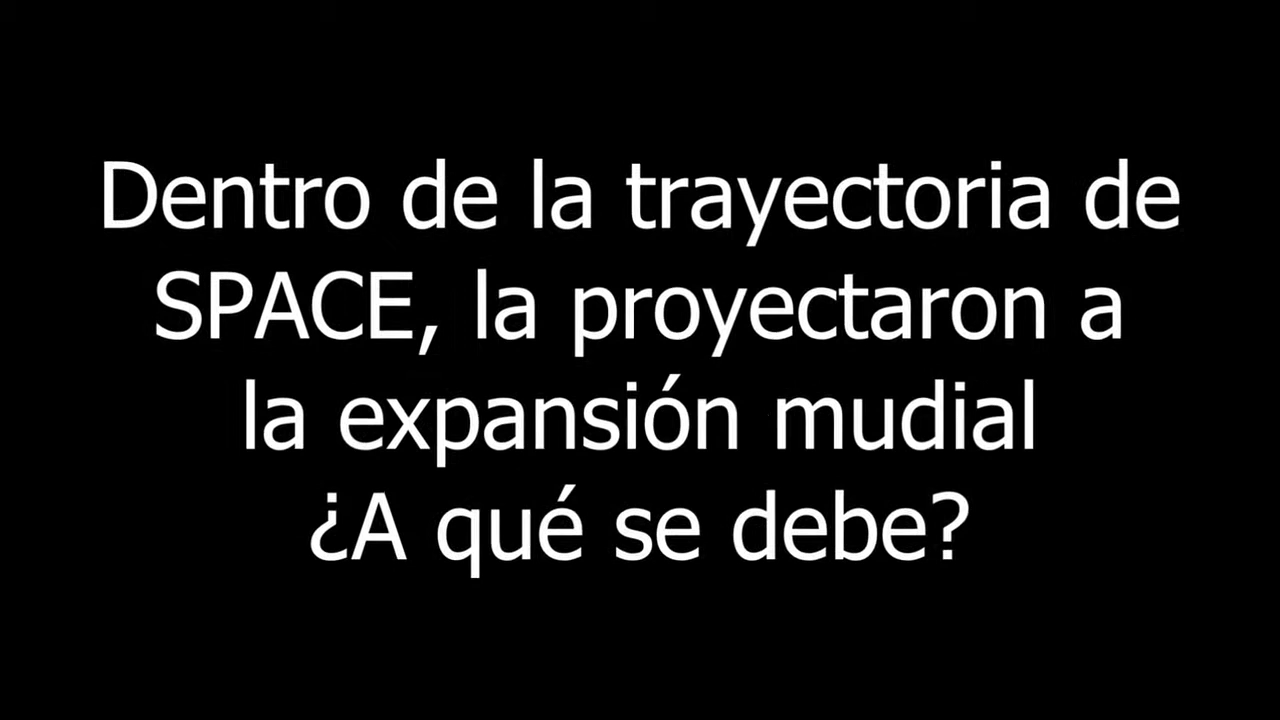 Dentro de la trayectoria de
SPACE, la proyectaron a
la expansión mudial
¿A qué se debe?